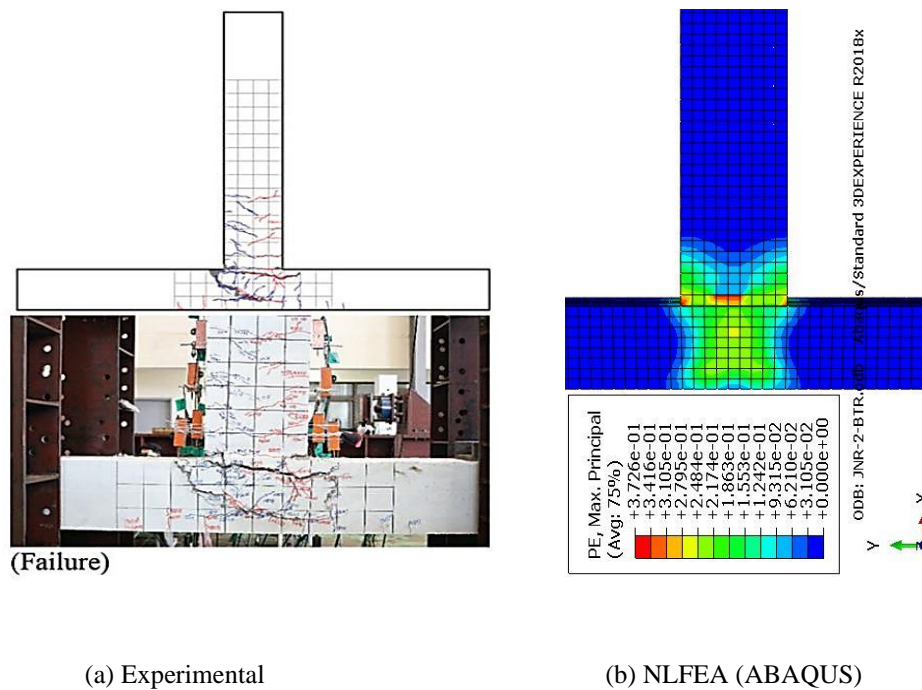 (Failure)
PE, Max. Principal
(Avg: 75%)
+3.726e-01
+3.416e-01
+3.105e-01
+2.795e-01
+2.484e-01
+2.174e-01
+1.863e-01
+1.553e-01
+1.242e-01
+9.315e-02
+6.210e-02
+3.105e-02
+0.000e+00
ODB: JNR-2-BTR.odb
s/Standard 3DEXPERIENCE R2018x
Y
(a) Experimental
(b) NLFEA (ABAQUS)